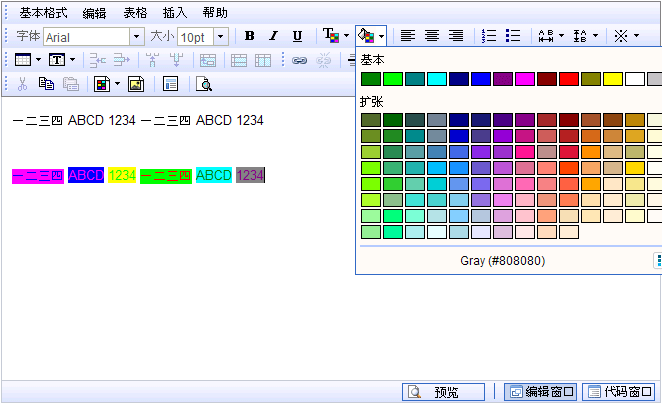 基本格式 编辑 表格 插入 帮助
字体 Arial 大小 10pt B I U T
T
基本
扩张
一二三四 ABCD 1234 一二三四 ABCD 1234
一二三四 ABCD 1234 一二三四 ABCD 1234
Gray (#808080)
预览 编辑窗口 代码窗口